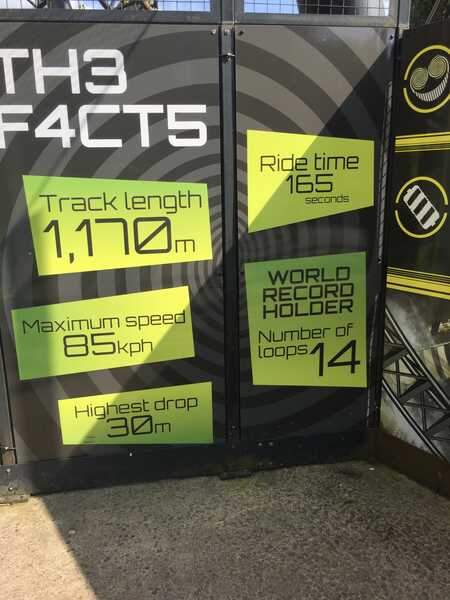 TH3
F4CT5
Track length
1,170m
Maximum speed
85kph
Highest drop
30m
Ride time
165
seconds
WORLD
RECORD
HOLDER
Number of
loops 14